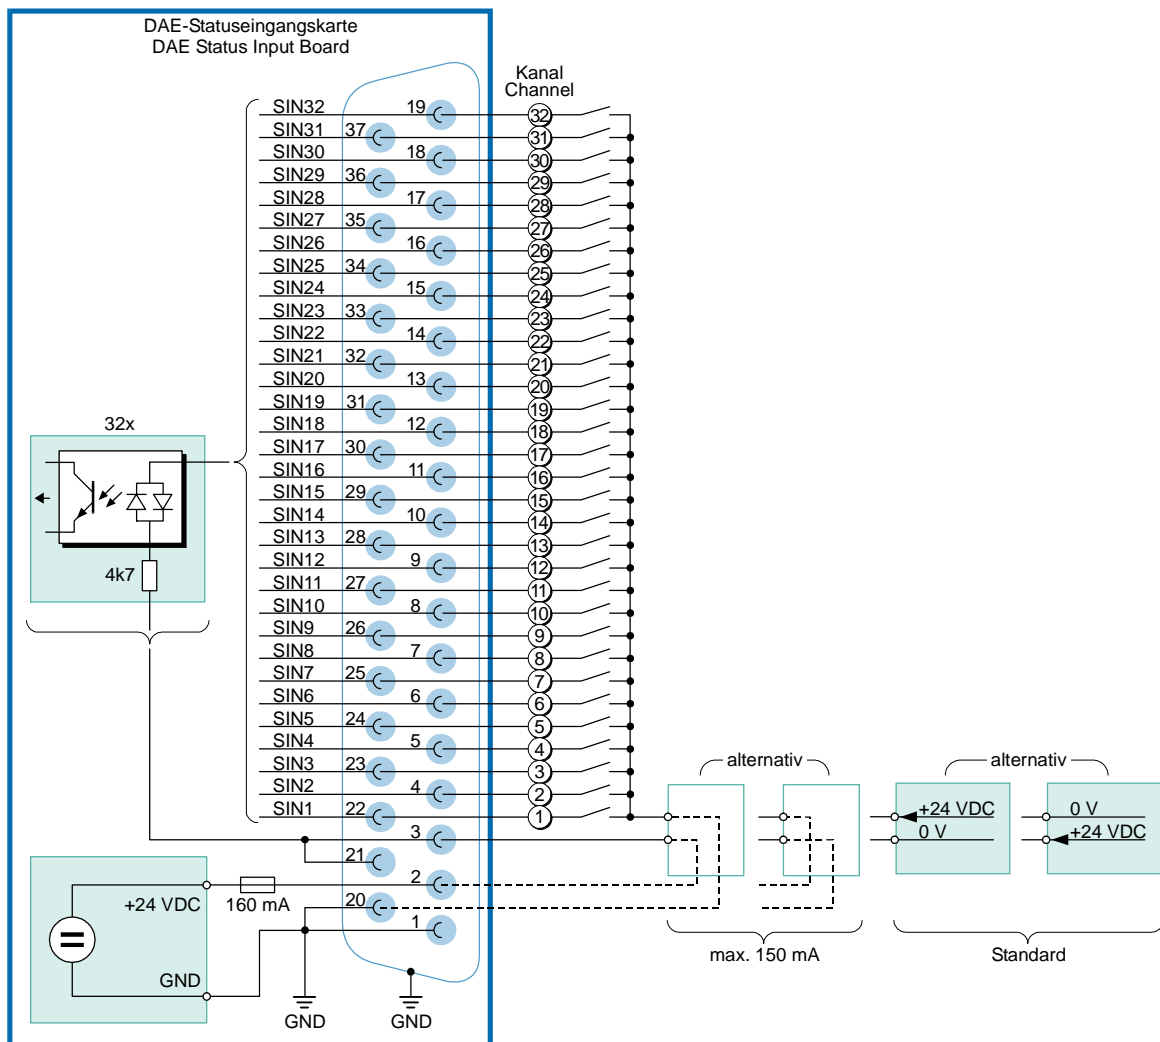 DAE-Statuseingangskarte
DAE Status Input Board
Kanal
Channel
SIN32 19 32
SIN31 37 31
SIN30 18 30
SIN29 36 29
SIN28 17 28
SIN27 35 27
SIN26 16 26
SIN25 34 25
SIN24 15 24
SIN23 33 23
SIN22 14 22
SIN21 32 21
SIN20 13 20
SIN19 31 19
SIN18 12 18
SIN17 30 17
SIN16 11 16
SIN15 29 15
SIN14 10 14
SIN13 28 13
SIN12 9 12
SIN11 27 11
SIN10 8 10
SIN9 26 9
SIN8 7 8
SIN7 25 7
SIN6 6 6
SIN5 24 5
SIN4 5 4
SIN3 23 3
SIN2 4 2
SIN1 22 1
3
21
2
20
1
32x
4k7
+24 VDC
160 mA
GND
GND
GND
alternativ
max. 150 mA
alternativ
+24 VDC
0 V
0 V
+24 VDC
Standard